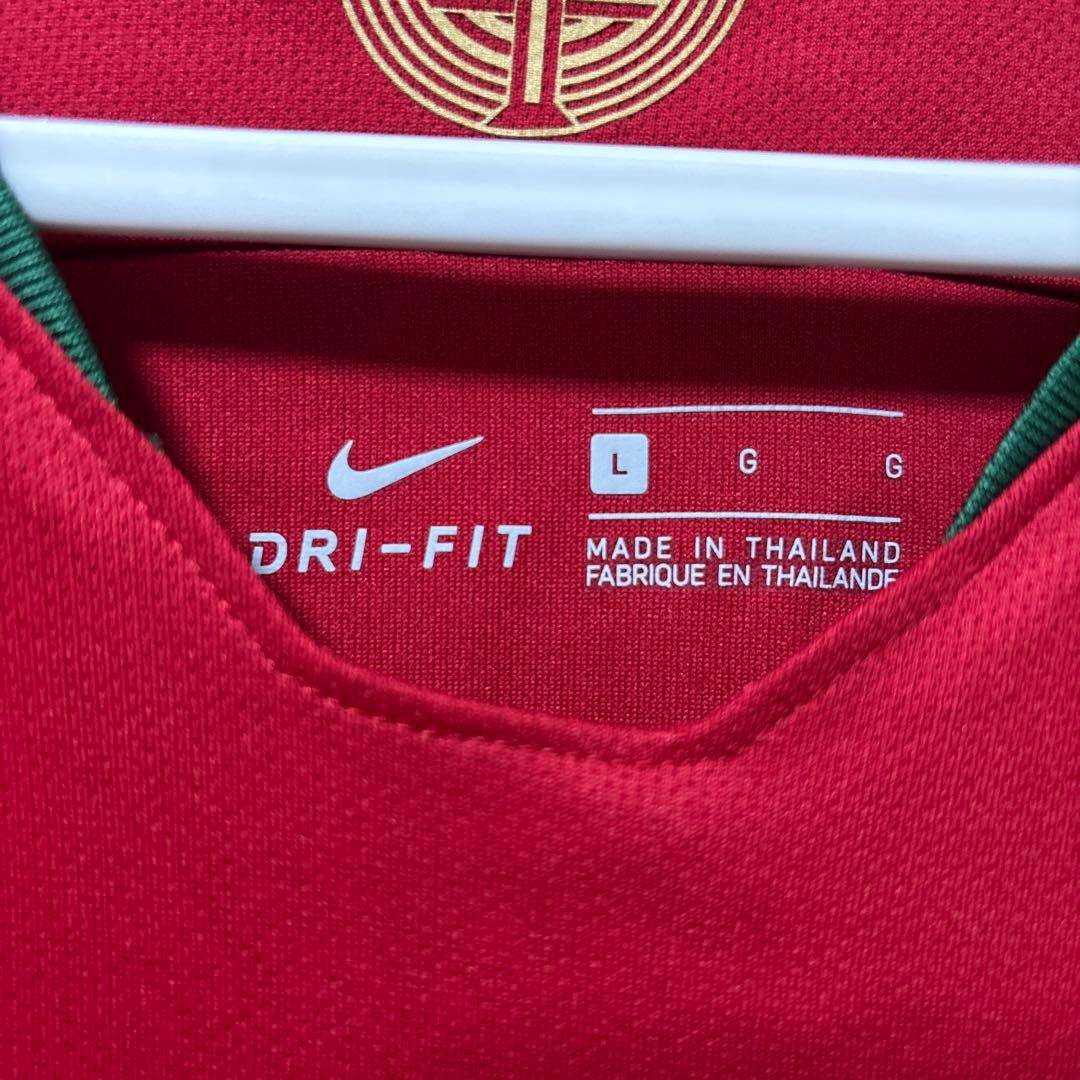 L G G
DRI-FIT
MADE IN THAILAND
FABRIQUE EN THAILANDE